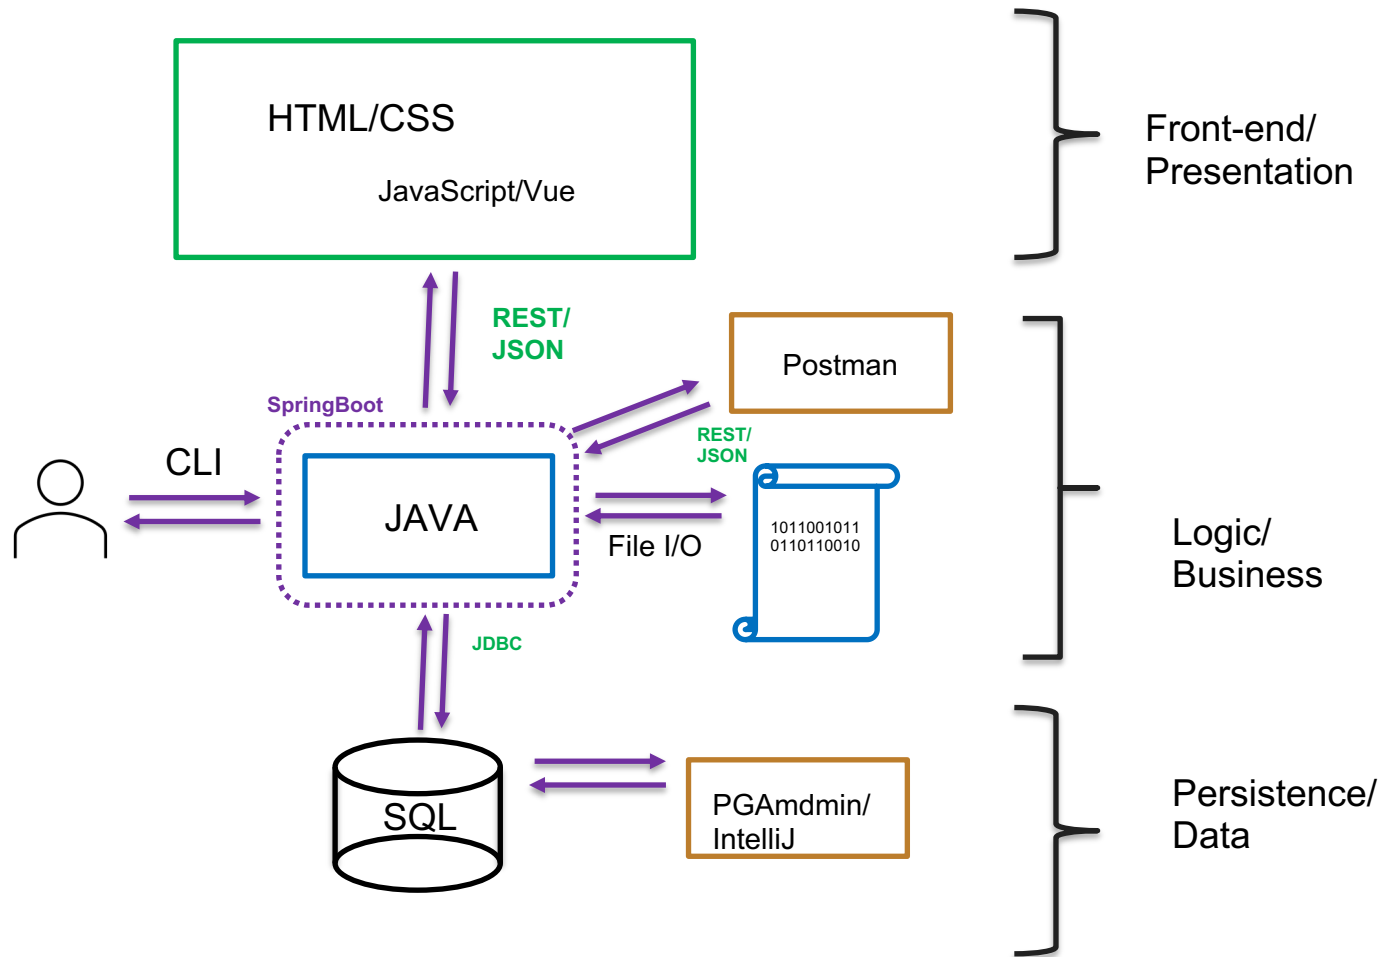 HTML/CSS
JavaScript/Vue
Front-end/
Presentation
REST/
JSON
Postman
SpringBoot
REST/
JSON
CLI
JAVA
File I/O
1011001011
0110110010
Logic/
Business
JDBC
SQL
PGAmdmin/
IntelliJ
Persistence/
Data